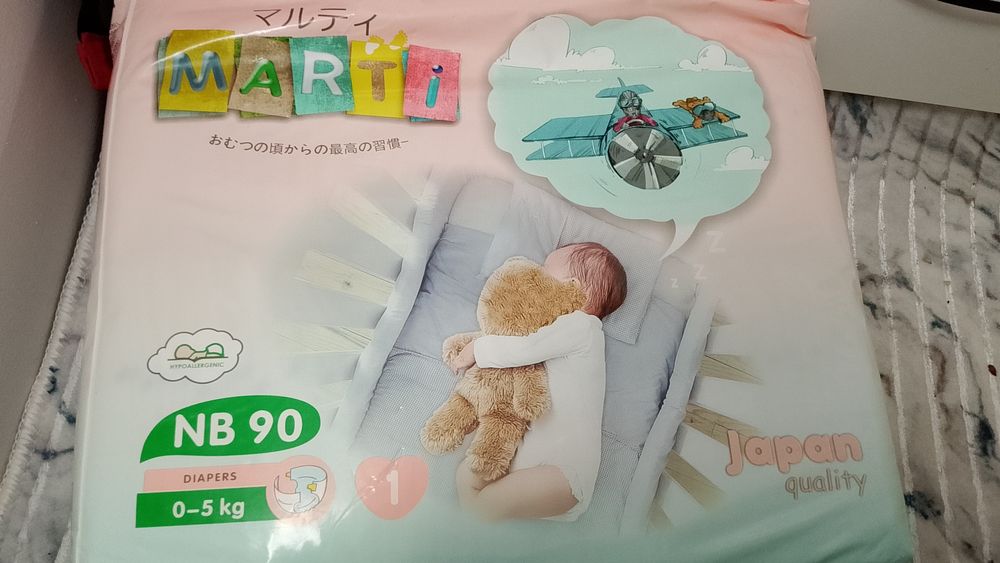 マルティ
MARTi
おむつの頃からの最高の習慣-
Z
Z
Z
HYPOALLERGENIC
NB 90
DIAPERS
0-5 kg
1
Japan
quality